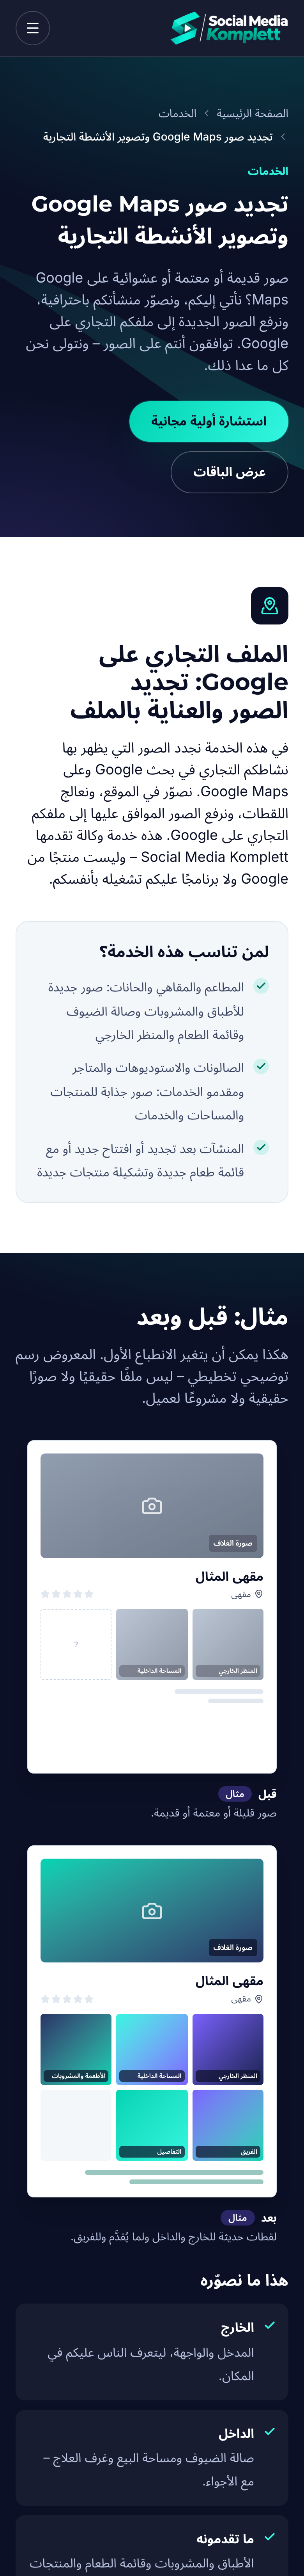 Social Media
Komplett
الصفحة الرئيسية
الخدمات
تجديد صور Google Maps وتصوير الأنشطة التجارية
الخدمات
تجديد صور Google Maps
وتصوير الأنشطة التجارية
صور قديمة أو معتمة أو عشوائية على Google
Maps؟ نأتي إليكم، ونصوّر منشأتكم باحترافية،
ونرفع الصور الجديدة إلى ملفكم التجاري على
Google. توافقون أنتم على الصور – ونتولى نحن
كل ما عدا ذلك.
استشارة أولية مجانية
عرض الباقات
الملف التجاري على
Google: تجديد
الصور والعناية بالملف
في هذه الخدمة نجدد الصور التي يظهر بها
نشاطكم التجاري في بحث Google وعلى
Google Maps. نصوّر في الموقع، ونعالج
اللقطات، ونرفع الصور الموافق عليها إلى ملفكم
التجاري على Google. هذه خدمة وكالة تقدمها
Social Media Komplett – وليست منتجًا من
Google ولا برنامجًا عليكم تشغيله بأنفسكم.
لمن تناسب هذه الخدمة؟
المطاعم والمقاهي والحانات: صور جديدة
للأطباق والمشروبات وصالة الضيوف
وقائمة الطعام والمنظر الخارجي
الصالونات والاستوديوهات والمتاجر
ومقدمو الخدمات: صور جذابة للمنتجات
والمساحات والخدمات
المنشآت بعد تجديد أو افتتاح جديد أو مع
قائمة طعام جديدة وتشكيلة منتجات جديدة
مثال: قبل وبعد
هكذا يمكن أن يتغير الانطباع الأول. المعروض رسم
توضيحي تخطيطي – ليس ملفًا حقيقيًا ولا صورًا
حقيقية ولا مشروعًا لعميل.
صورة الغلاف
مقهى المثال
مقهى
المنظر الخارجي
المساحة الداخلية
?
قبل
مثال
صور قليلة أو معتمة أو قديمة.
صورة الغلاف
مقهى المثال
مقهى
المنظر الخارجي
المساحة الداخلية
الأطعمة والمشروبات
الفريق
التفاصيل
بعد
مثال
لقطات حديثة للخارج والداخل ولما يُقدَّم وللفريق.
هذا ما نصوّره
الخارج
المدخل والواجهة، ليتعرف الناس عليكم في
المكان.
الداخل
صالة الضيوف ومساحة البيع وغرف العلاج –
مع الأجواء.
ما تقدمونه
الأطباق والمشروبات وقائمة الطعام والمنتجات